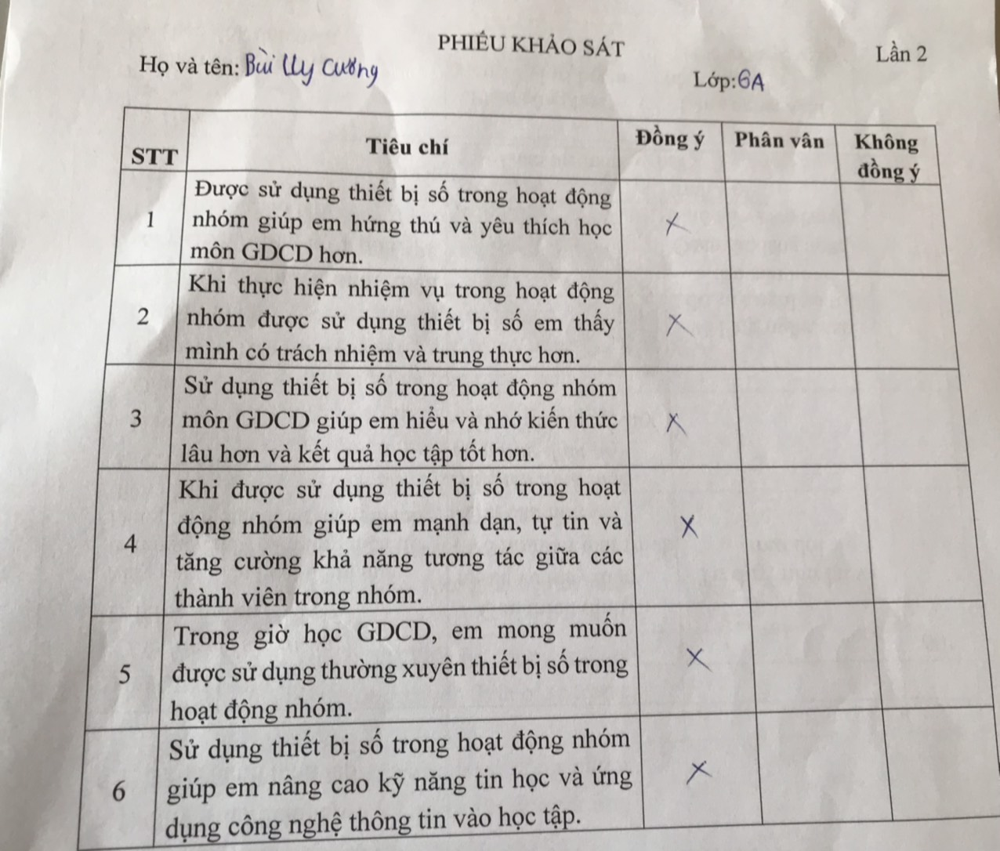 PHIẾU KHẢO SÁT
Lần 2
Họ và tên: Bùi Uy Cường
Lớp: 6A
STT Tiêu chí Đồng ý Phân vân Không đồng ý
1 Được sử dụng thiết bị số trong hoạt động
nhóm giúp em hứng thú và yêu thích học
môn GDCD hơn.
X
2 Khi thực hiện nhiệm vụ trong hoạt động
nhóm được sử dụng thiết bị số em thấy
mình có trách nhiệm và trung thực hơn.
X
3 Sử dụng thiết bị số trong hoạt động nhóm
môn GDCD giúp em hiểu và nhớ kiến thức
lâu hơn và kết quả học tập tốt hơn.
X
4 Khi được sử dụng thiết bị số trong hoạt
động nhóm giúp em mạnh dạn, tự tin và
tăng cường khả năng tương tác giữa các
thành viên trong nhóm.
X
5 Trong giờ học GDCD, em mong muốn
được sử dụng thường xuyên thiết bị số trong
hoạt động nhóm.
X
6 Sử dụng thiết bị số trong hoạt động nhóm
giúp em nâng cao kỹ năng tin học và ứng
dụng công nghệ thông tin vào học tập.
X